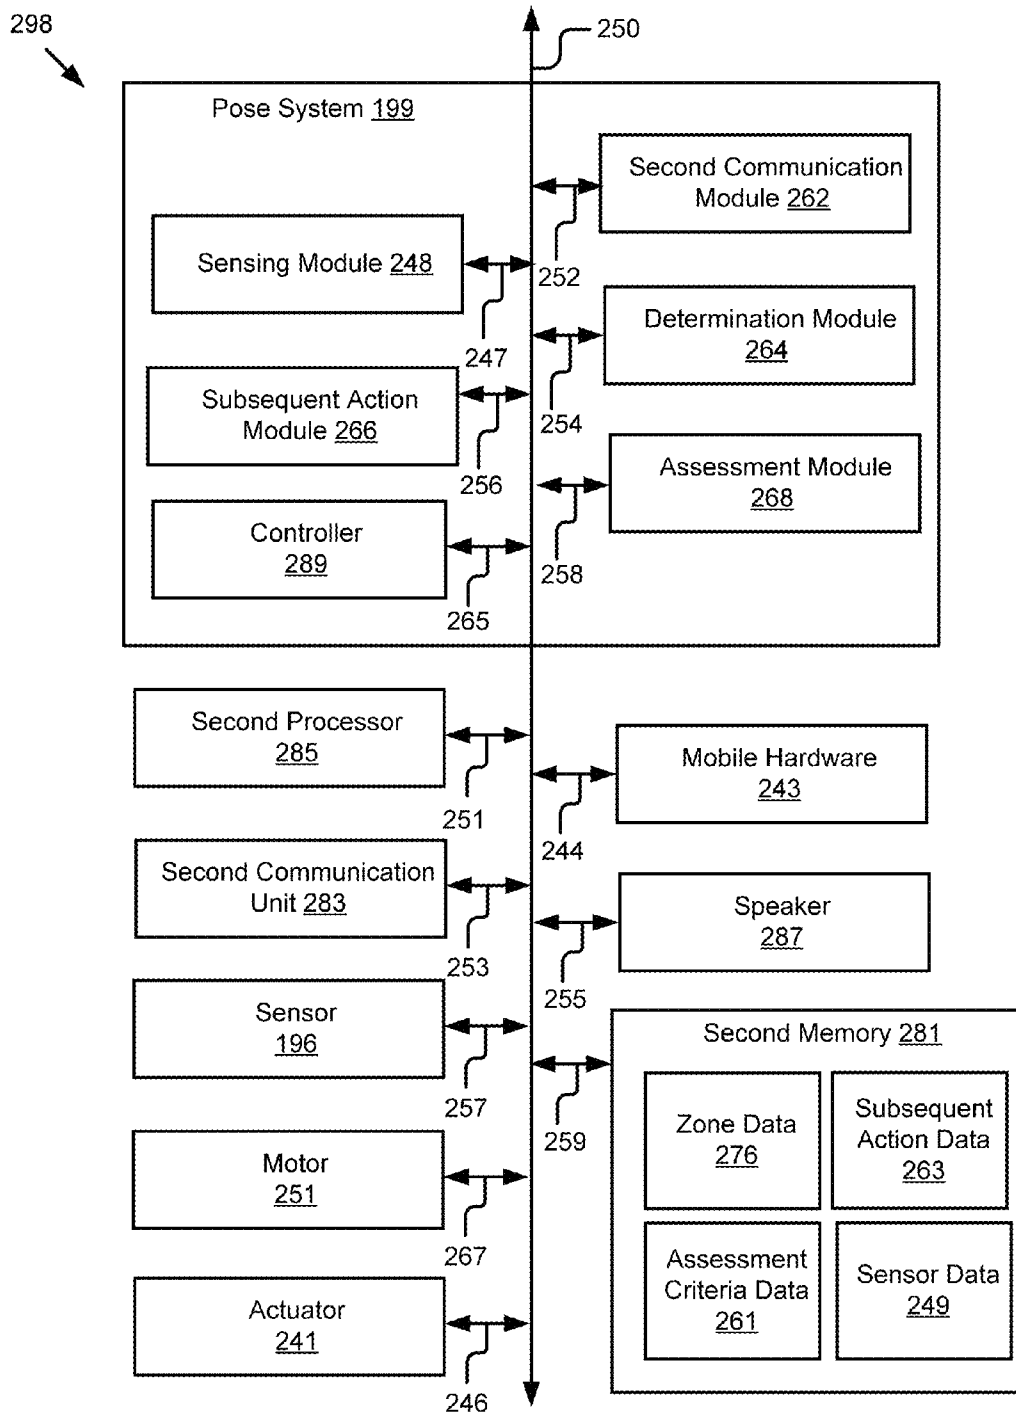 298
250
Pose System 199
Second Communication
Module 262
252
Sensing Module 248
247
Determination Module
264
254
Subsequent Action
Module 266
256
Assessment Module
268
258
Controller
289
265
Second Processor
285
251
Mobile Hardware
243
244
Second Communication
Unit 283
253
Speaker
287
255
Sensor
196
257
Second Memory 281
259
Zone Data
276
Subsequent
Action Data
263
Assessment
Criteria Data
261
Sensor Data
249
Motor
251
267
Actuator
241
246